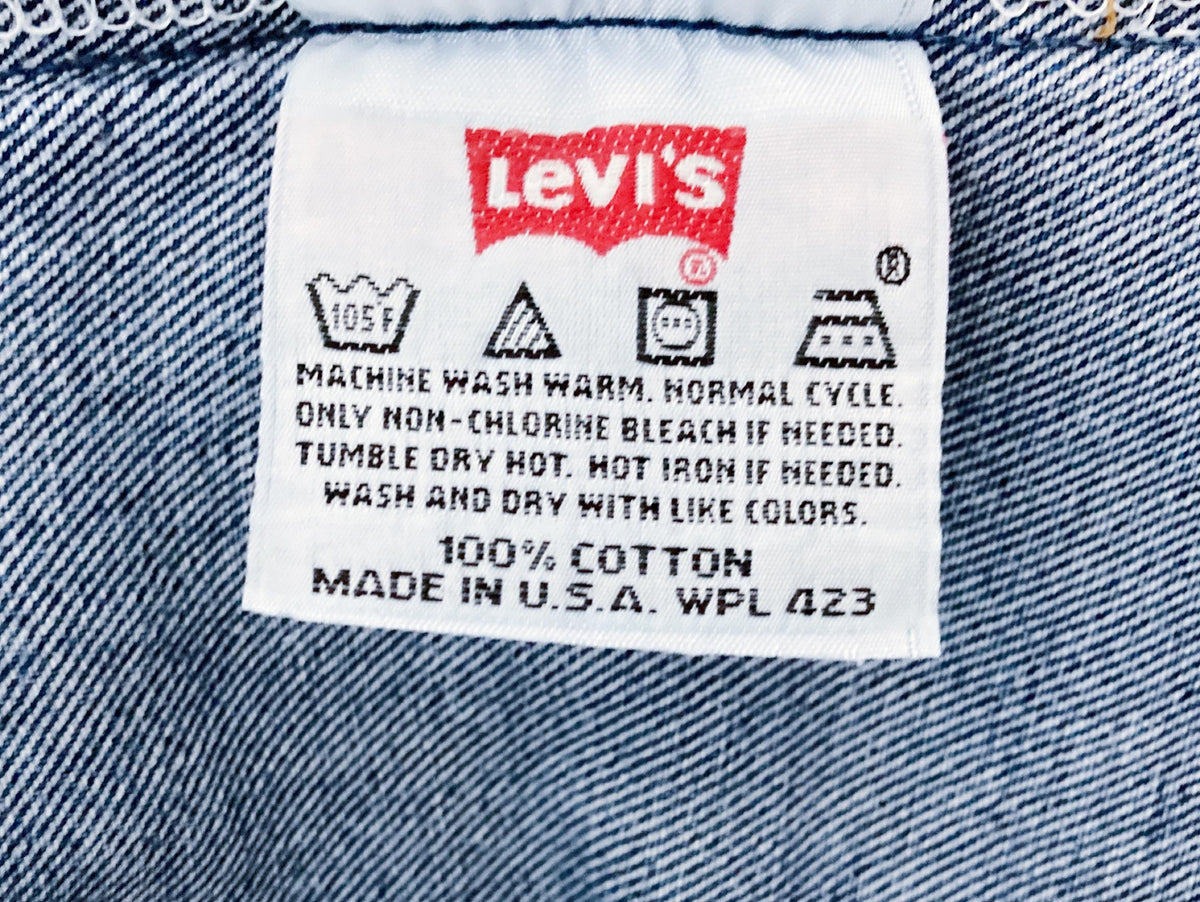 Levi's
®
®
105F
MACHINE WASH WARM. NORMAL CYCLE.
ONLY NON-CHLORINE BLEACH IF NEEDED.
TUMBLE DRY HOT. HOT IRON IF NEEDED.
WASH AND DRY WITH LIKE COLORS.
100% COTTON
MADE IN U.S.A. WPL 423